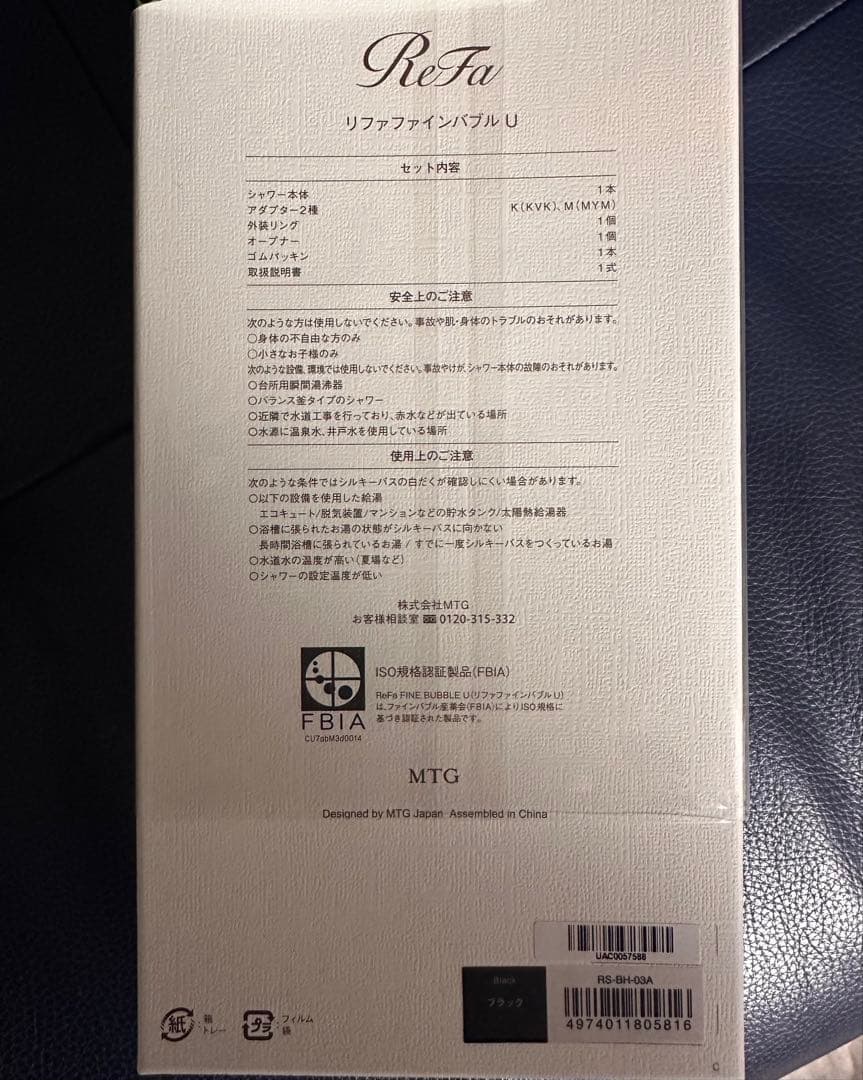 ReFa
リファファインバブル U
セット内容
シャワー本体 1本
アダプター2種 K(KVK)、M(MYM)
外装リング 1個
オープナー 1個
ゴムパッキン 1本
取扱説明書 1式
安全上のご注意
次のような方は使用しないでください。事故や肌・身体のトラブルのおそれがあります。
○身体の不自由な方のみ
○小さなお子様のみ
次のような設備、環境では使用しないでください。事故やけが、シャワー本体の故障のおそれがあります。
○台所用瞬間湯沸器
○バランス釜タイプのシャワー
○近隣で水道工事を行っており、赤水などが出ている場所
○水源に温泉水、井戸水を使用している場所
使用上のご注意
次のような条件ではシルキーバスの白だくが確認しにくい場合があります。
○以下の設備を使用した給湯
エコキュート/脱気装置/マンションなどの貯水タンク/太陽熱給湯器
○浴槽に張られたお湯の状態がシルキーバスに向かない
長時間浴槽に張られているお湯 / すでに一度シルキーバスをつくっているお湯
○水道水の温度が高い(夏場など)
○シャワーの設定温度が低い
株式会社MTG
お客様相談室 0120-315-332
ISO規格認証製品(FBIA)
ReFa FINE BUBBLE U(リファファインバブル U)
は、ファインバブル産業会(FBIA)によりISO規格に
基づき認証された製品です。
FBIA
CU7abM3d0014
MTG
Designed by MTG Japan Assembled in China
UAC0057588
Black
ブラック
RS-BH-03A
4974011805816
紙 : 箱
トレー
プラ : フィルム
袋
C